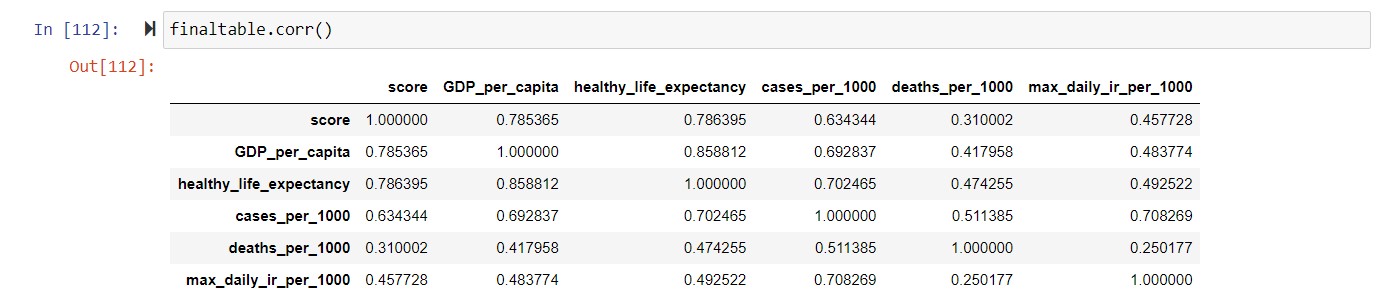 In [112]: finaltable.corr()
Out[112]:
score GDP_per_capita healthy_life_expectancy cases_per_1000 deaths_per_1000 max_daily_ir_per_1000
score 1.000000 0.785365 0.786395 0.634344 0.310002 0.457728
GDP_per_capita 0.785365 1.000000 0.858812 0.692837 0.417958 0.483774
healthy_life_expectancy 0.786395 0.858812 1.000000 0.702465 0.474255 0.492522
cases_per_1000 0.634344 0.692837 0.702465 1.000000 0.511385 0.708269
deaths_per_1000 0.310002 0.417958 0.474255 0.511385 1.000000 0.250177
max_daily_ir_per_1000 0.457728 0.483774 0.492522 0.708269 0.250177 1.000000